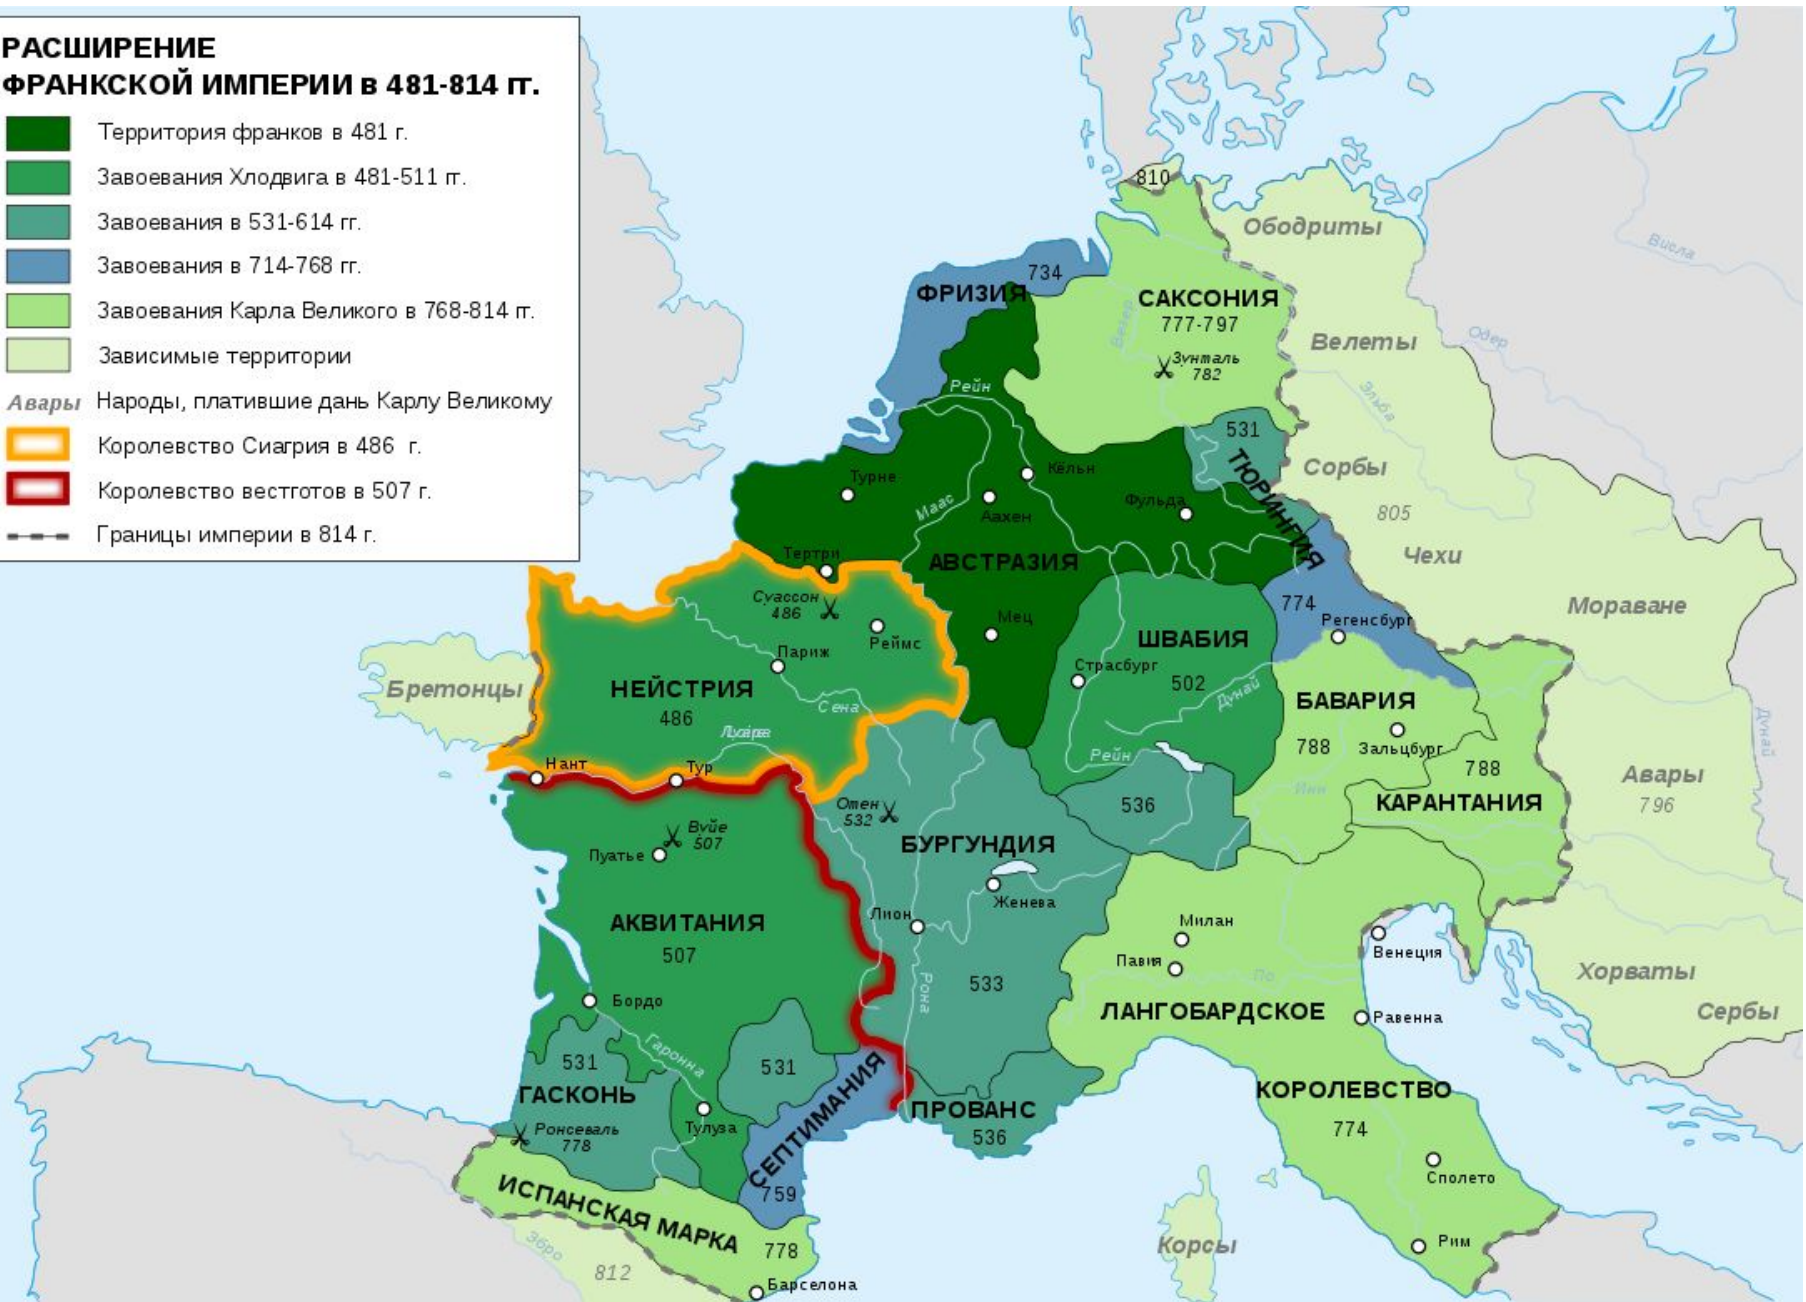 РАСШИРЕНИЕ
ФРАНКСКОЙ ИМПЕРИИ в 481-814 гг.
Территория франков в 481 г.
Завоевания Хлодвига в 481-511 гг.
Завоевания в 531-614 гг.
Завоевания в 714-768 гг.
Завоевания Карла Великого в 768-814 гг.
Зависимые территории
Авары Народы, платившие дань Карлу Великому
Королевство Сиагрия в 486 г.
Королевство вестготов в 507 г.
Границы империи в 814 г.
810
Ободриты
Висла
734
ФРИЗИЯ
САКСОНИЯ
777-797
Везер
Зунталь
782
Велеты
Одер
Эльба
Рейн
531
ТЮРИНГИЯ
Сорбы
805
Чехи
Мораване
Турне
Кёльн
Маас
Аахен
Фульда
Тертри
АВСТРАЗИЯ
Суассон
486
Реймс
Мец
774
Регенсбург
Париж
ШВАБИЯ
Страсбург
502
Дунай
Бретонцы
НЕЙСТРИЯ
486
Сена
БАВАРИЯ
788
Зальцбург
Дунай
Рейн
Нант
Тур
788
КАРАНТАНИЯ
Инн
Авары
796
Отен
532
536
Вуйе
507
Пуатье
БУРГУНДИЯ
Женева
АКВИТАНИЯ
507
Лион
Милан
Венеция
Павия
По
Рона
533
Хорваты
Сербы
Бордо
ЛАНГОБАРДСКОЕ
Равенна
Гаронна
531
ГАСКОНЬ
531
СЕПТИМАНИЯ
759
ПРОВАНС
536
КОРОЛЕВСТВО
774
Ронсеваль
778
Тулуза
Сполето
ИСПАНСКАЯ МАРКА
778
Эбро
812
Барселона
Корсы
Рим